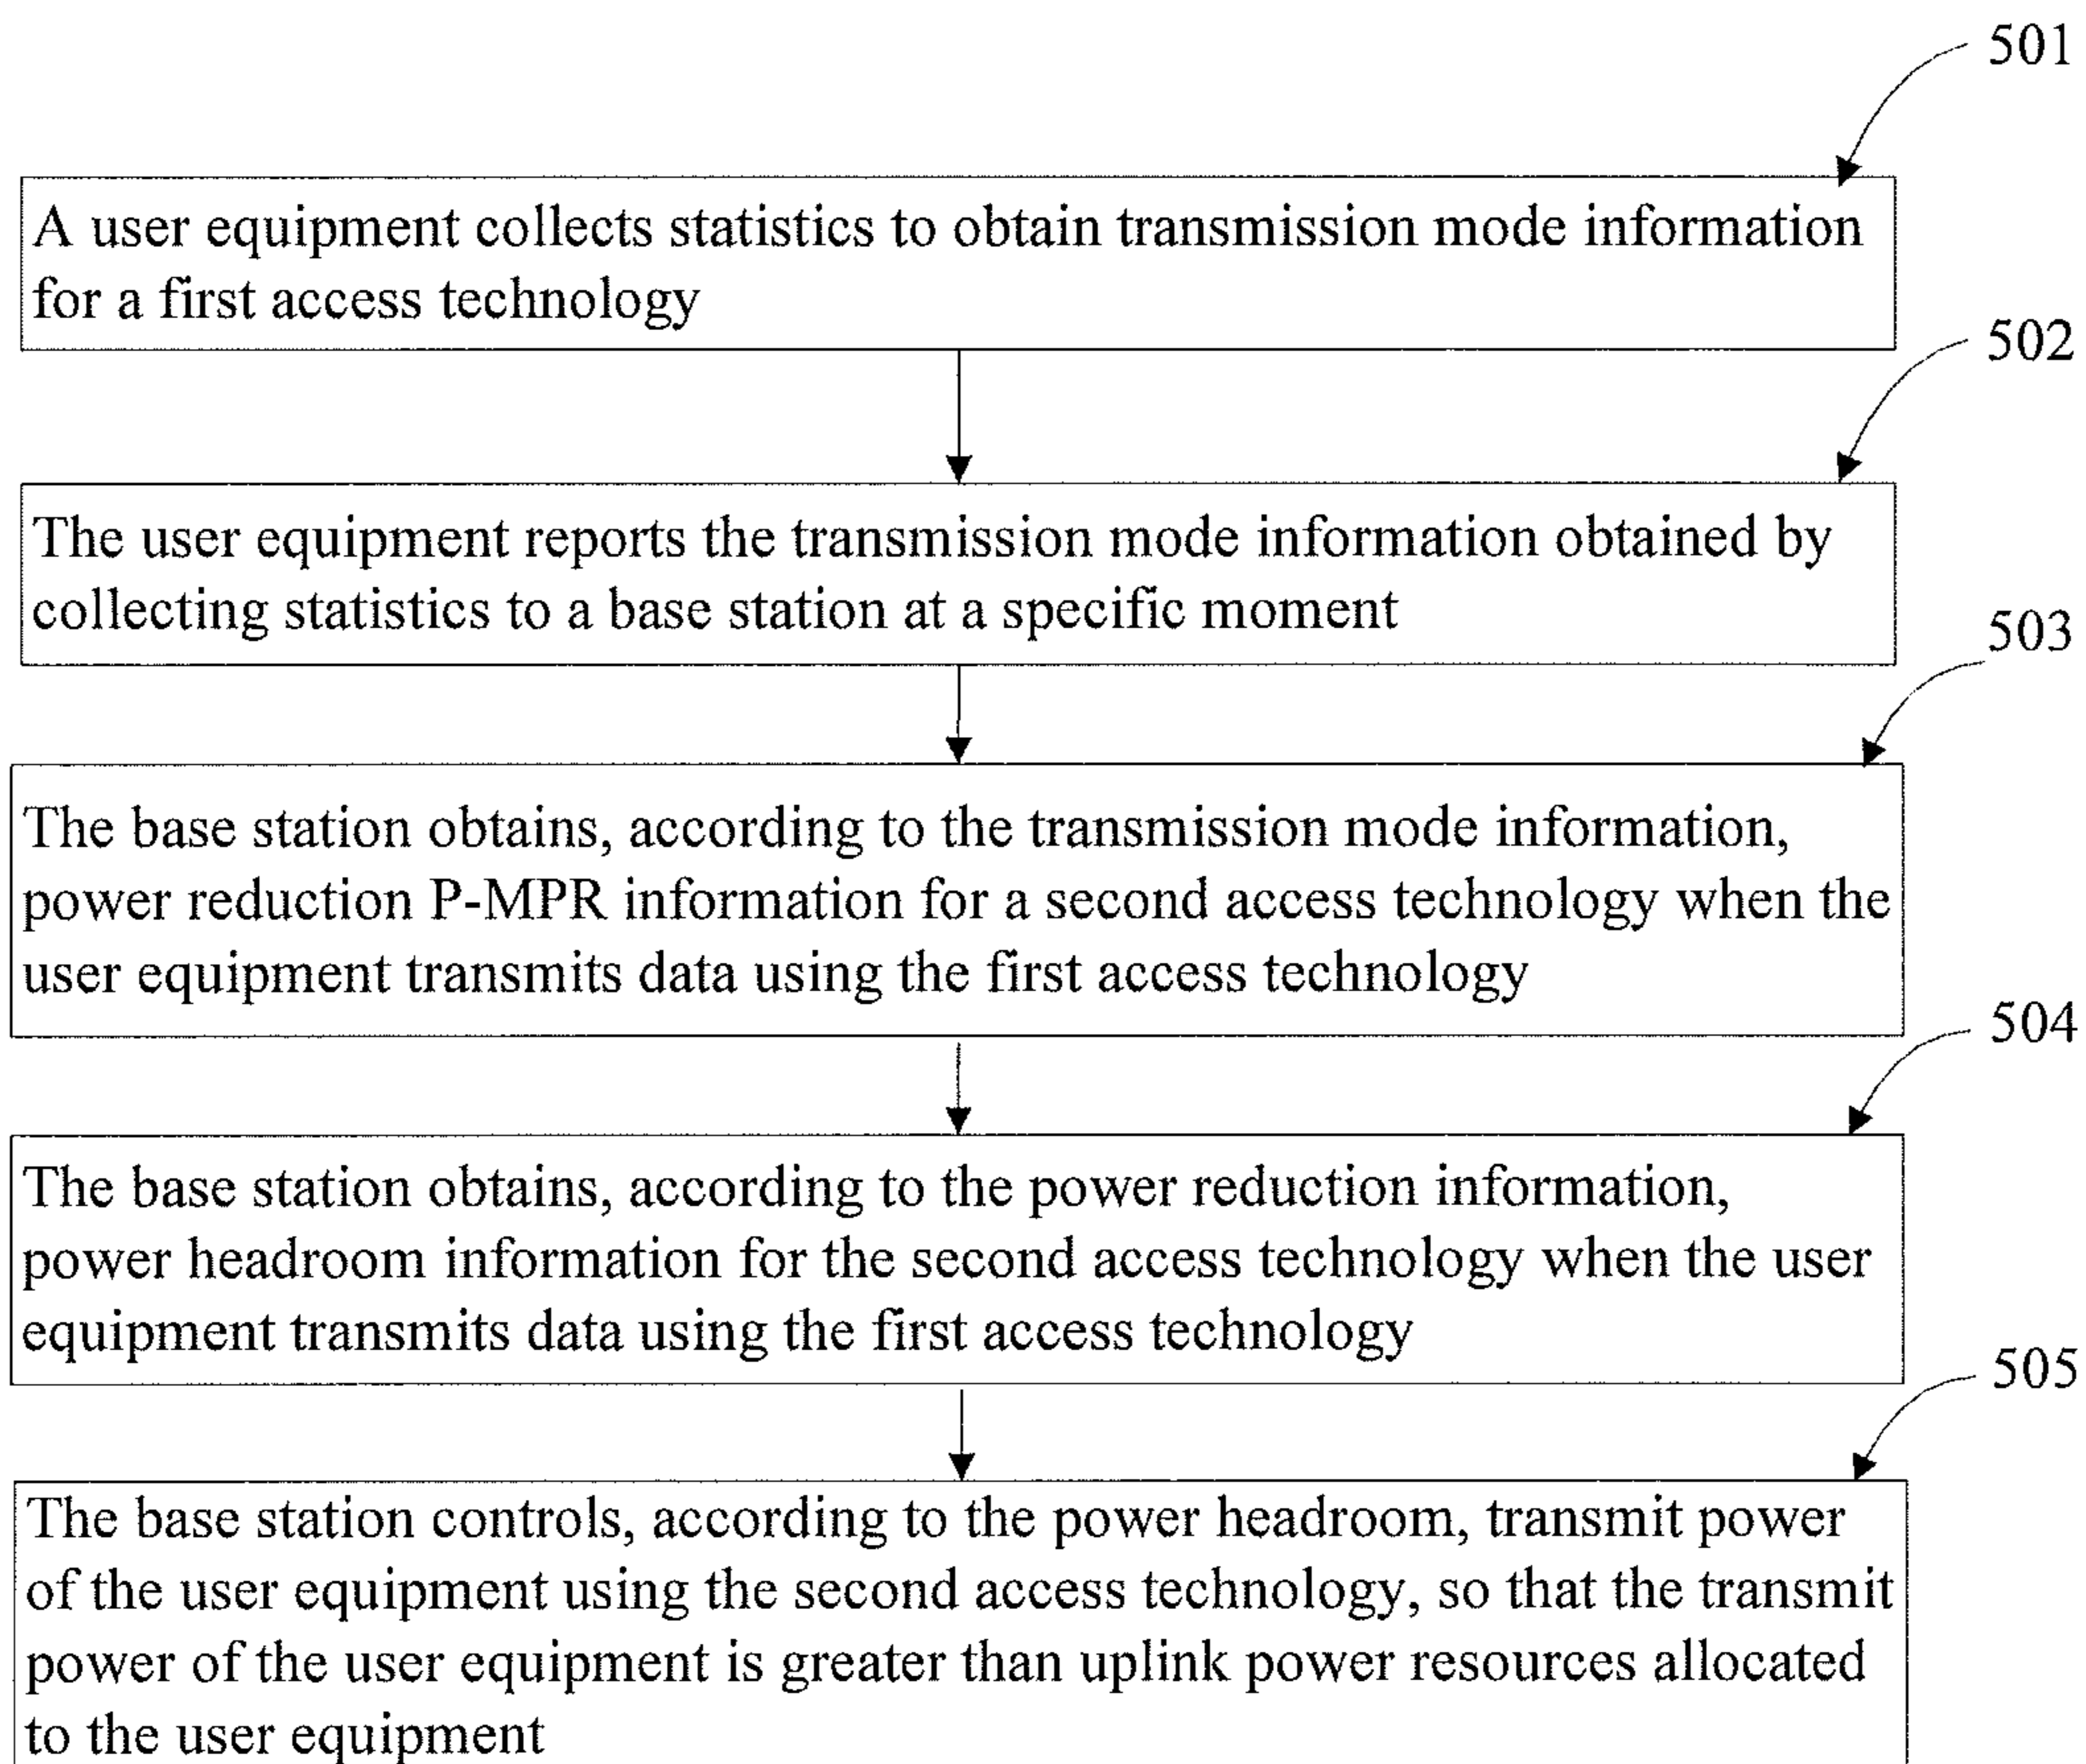 501
A user equipment collects statistics to obtain transmission mode information
for a first access technology
502
The user equipment reports the transmission mode information obtained by
collecting statistics to a base station at a specific moment
503
The base station obtains, according to the transmission mode information,
power reduction P-MPR information for a second access technology when the
user equipment transmits data using the first access technology
504
The base station obtains, according to the power reduction information,
power headroom information for the second access technology when the user
equipment transmits data using the first access technology
505
The base station controls, according to the power headroom, transmit power
of the user equipment using the second access technology, so that the transmit
power of the user equipment is greater than uplink power resources allocated
to the user equipment